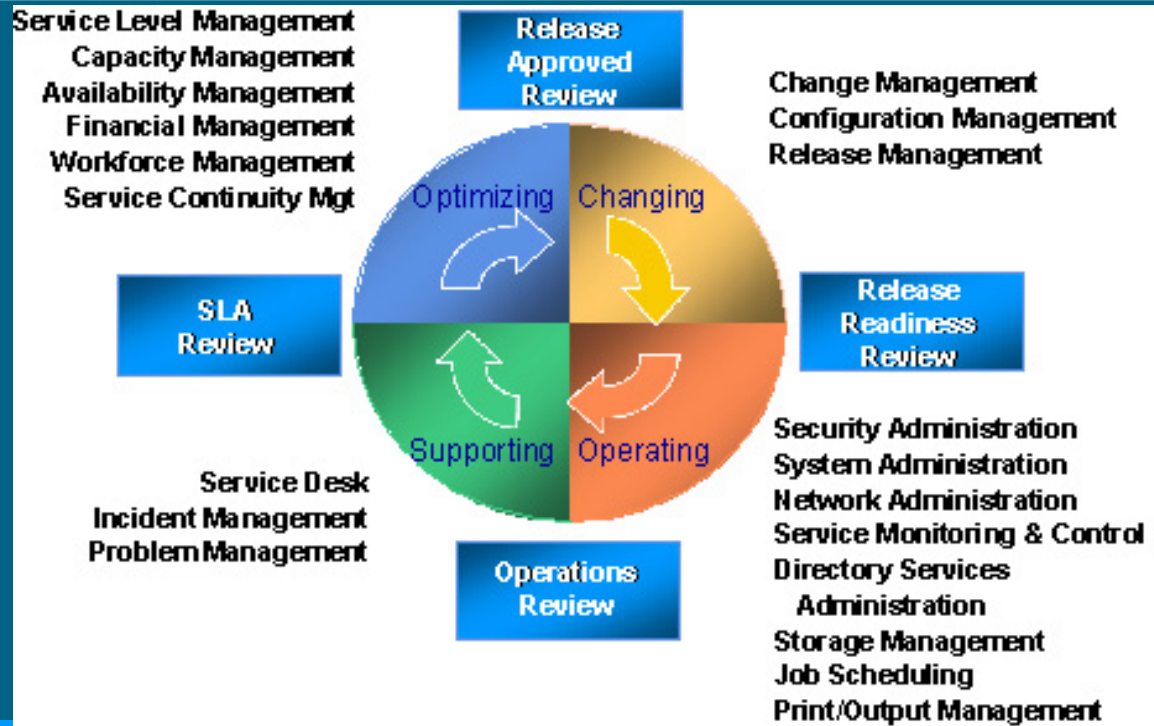 Service Level Management
Capacity Management
Availability Management
Financial Management
Workforce Management
Service Continuity Mgt
Release
Approved
Review
Change Management
Configuration Management
Release Management
Optimizing
Changing
SLA
Review
Release
Readiness
Review
Supporting
Operating
Service Desk
Incident Management
Problem Management
Operations
Review
Security Administration
System Administration
Network Administration
Service Monitoring & Control
Directory Services
Administration
Storage Management
Job Scheduling
Print/Output Management